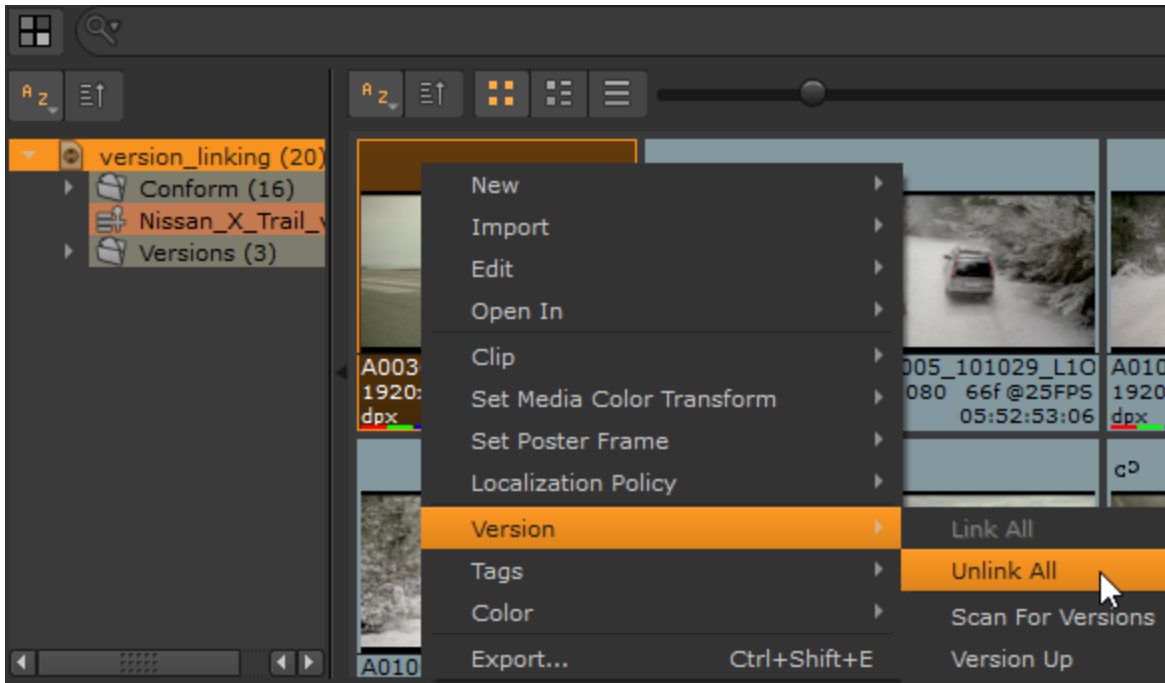 A Z
A Z
version_linking (20)
Conform (16)
Nissan_X_Trail_
Versions (3)
New
Import
Edit
Open In
Clip
Set Media Color Transform
Set Poster Frame
Localization Policy
Version
Tags
Color
Export... Ctrl+Shift+E
Link All
Unlink All
Scan For Versions
Version Up
A003
1920
dpx
005_101029_L1O
080 66f@25FPS
05:52:53:06
A010
1920
dpx
A010